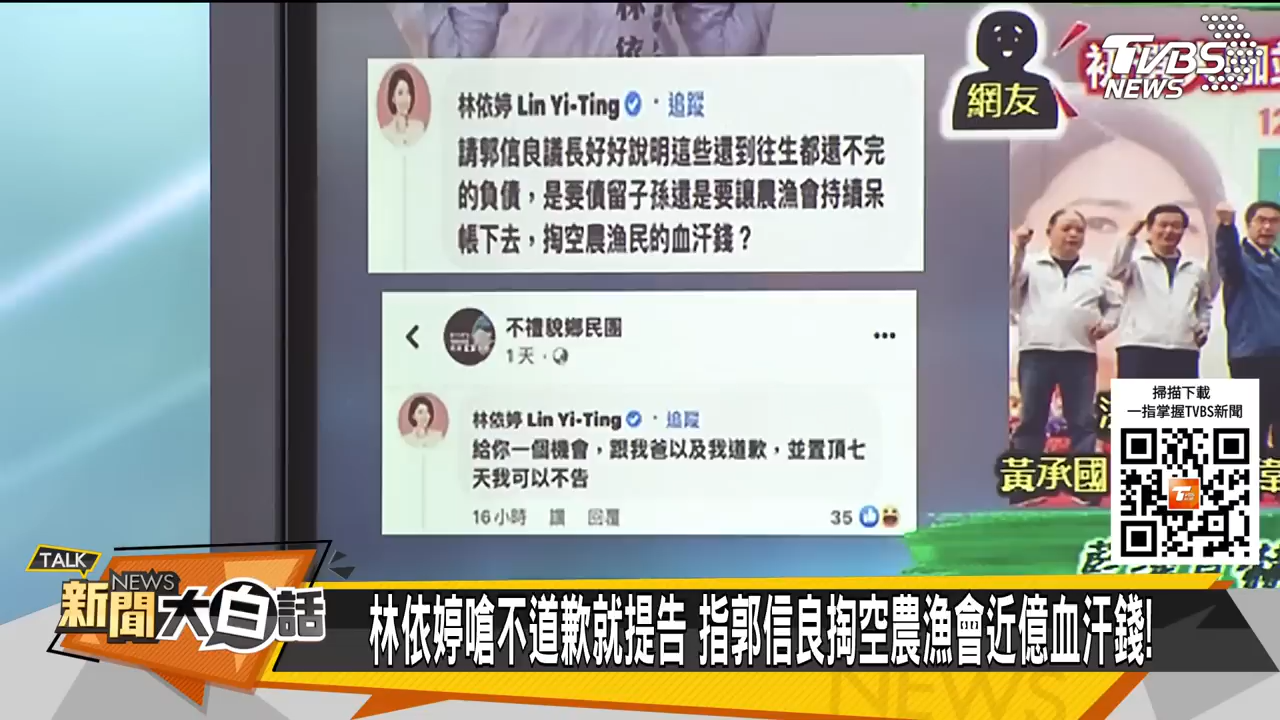 林依
林依婷 Lin Yi-Ting · 追蹤
請郭信良議長好好說明這些還到往生都還不完
的負債，是要債留子孫還是要讓農漁會持續呆
帳下去，掏空農漁民的血汗錢？
不禮貌鄉民團
1天 ·
林依婷 Lin Yi-Ting · 追蹤
給你一個機會，跟我爸以及我道歉，並置頂七
天我可以不告
16小時 讚 回覆
35
網友
TVBS
NEWS
12
黃承國
掃描下載
一指掌握TVBS新聞
TALK
NEWS
新聞大白話
林依婷嗆不道歉就提告 指郭信良掏空農漁會近億血汗錢!
NEWS